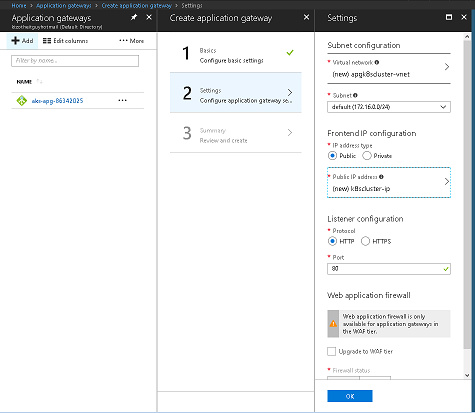 Home > Application gateways > Create application gateway > Settings
Application gateways
kizotheitguyhotmail (Default Directory)
Add
Edit columns
More
Filter by name...
NAME
aks-apg-86342025
Create application gateway
1
Basics
Configure basic settings
2
Settings
Configure application gateway se...
3
Summary
Review and create
Settings
Subnet configuration
* Virtual network
(new) apgk8scluster-vnet
* Subnet
default (172.16.0.0/24)
Frontend IP configuration
* IP address type
Public Private
* Public IP address
(new) k8scluster-ip
Listener configuration
* Protocol
HTTP HTTPS
* Port
80
Web application firewall
Web application firewall is only
available for application gateways in
the WAF tier.
Upgrade to WAF tier
* Firewall status
OK